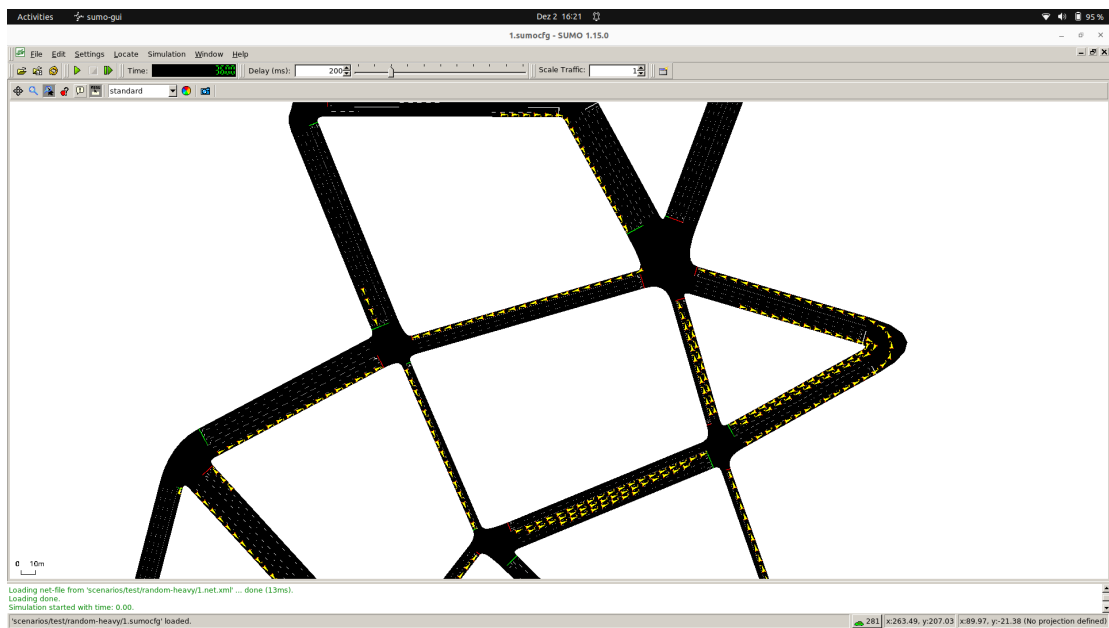 Activities sumo-gui Dez 2 16:21 95 %
1.sumocfg - SUMO 1.15.0
File Edit Settings Locate Simulation Window Help
Time: Delay (ms): 200 Scale Traffic: 1
standard
0 10m
Loading net-file from 'scenarios/test/random-heavy/1.net.xml' ... done (13ms).
Loading done.
Simulation started with time: 0.00.
'scenarios/test/random-heavy/1.sumocfg' loaded. 281 x:263.49, y:207.03 x:89.97, y:-21.38 (No projection defined)